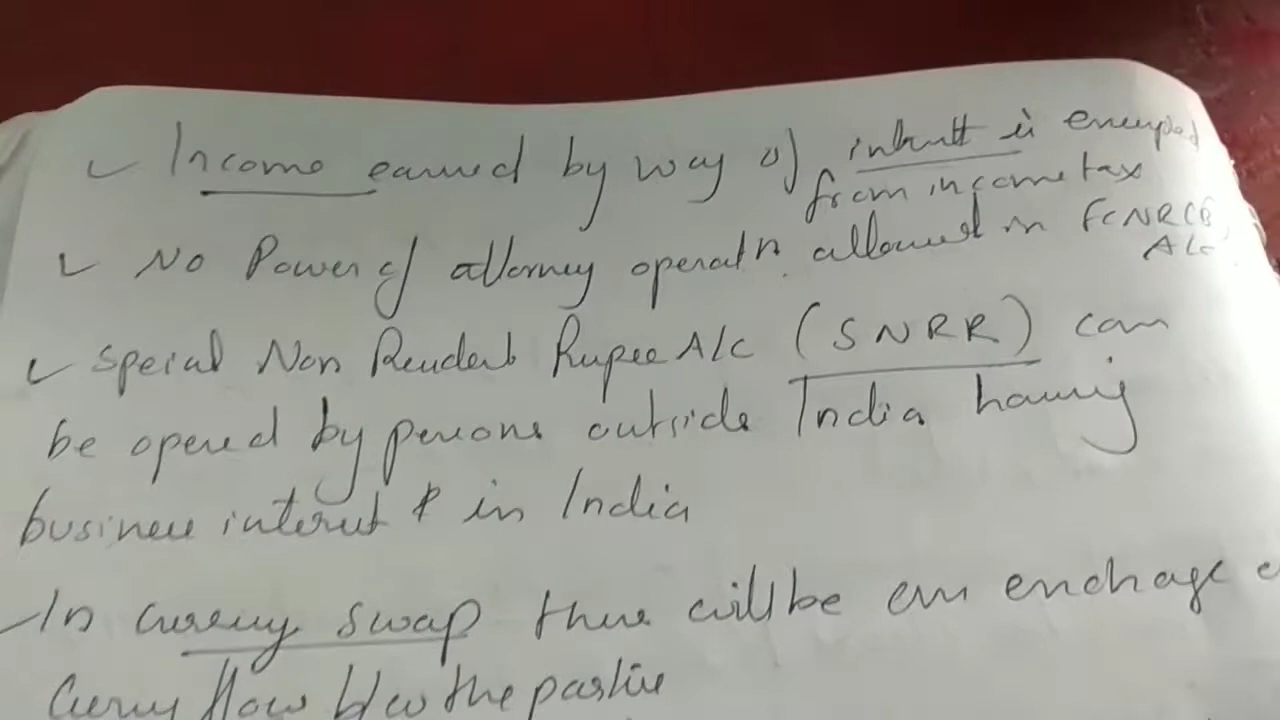 Income earned by way of interest is exempted
from income tax
No Power of attorney operatn. allowed in FCNR(B)
A/c
Special Non Resident Rupee A/c (SNRR) can
be opened by persons outside India having
business interest in India
In currency swap there will be an exchange
Curency flow b/w the parties